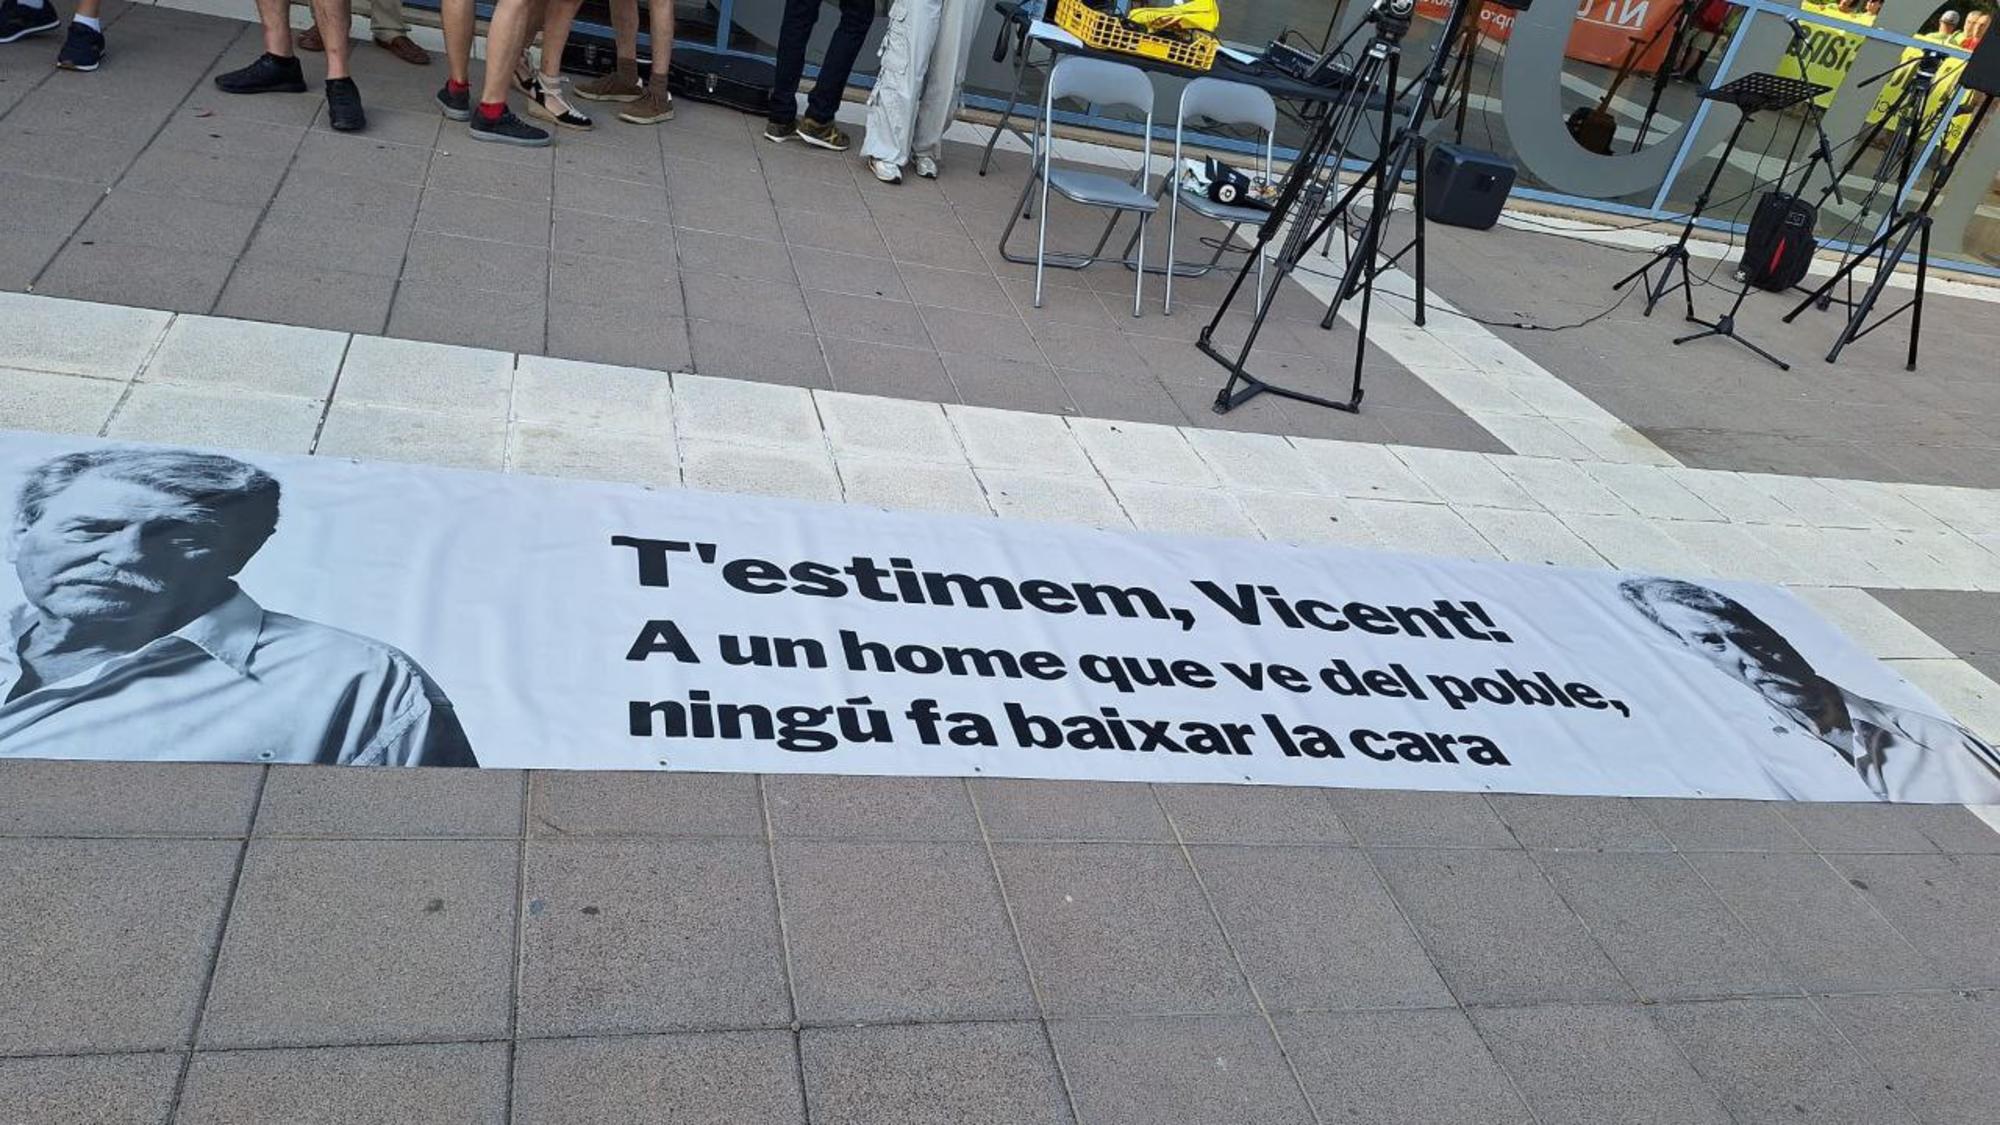 T'estimem, Vicent!
A un home que ve del poble,
ningú fa baixar la cara